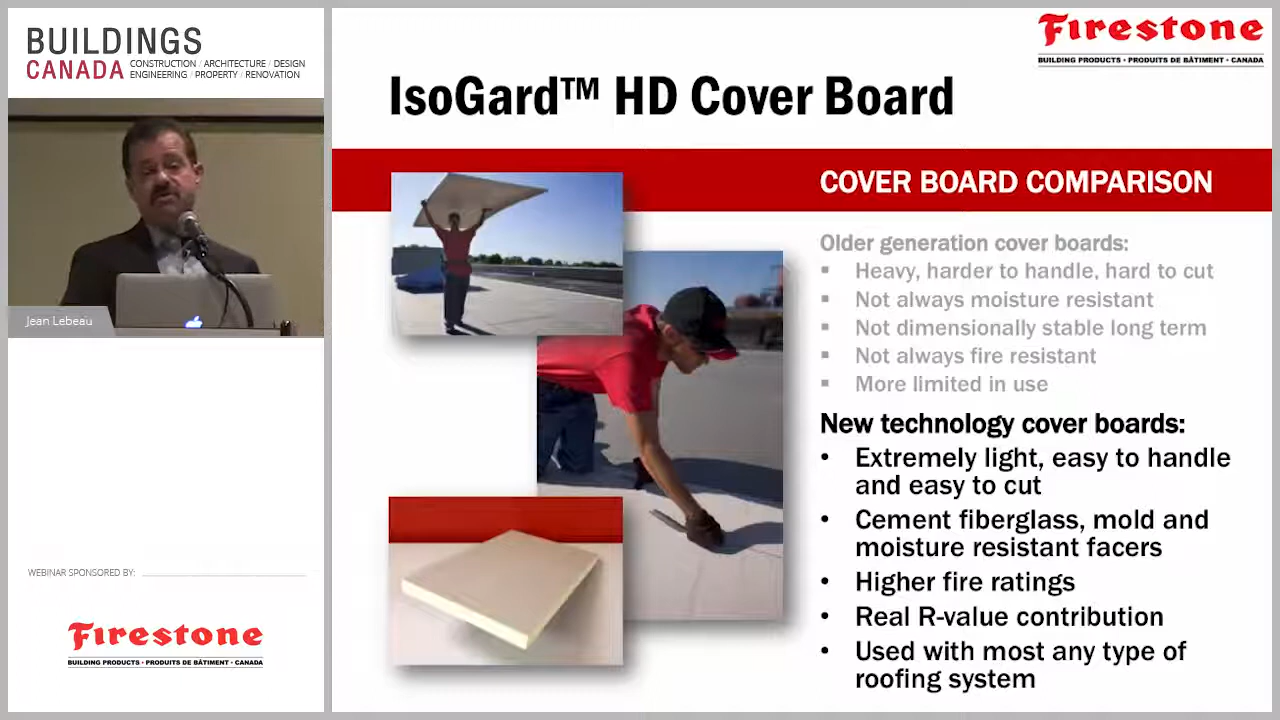 BUILDINGS
CANADA CONSTRUCTION / ARCHITECTURE / DESIGN
ENGINEERING / PROPERTY / RENOVATION
Jean Lebeau
WEBINAR SPONSORED BY:
Firestone
BUILDING PRODUCTS • PRODUITS DE BÂTIMENT • CANADA
Firestone
BUILDING PRODUCTS • PRODUITS DE BÂTIMENT • CANADA
IsoGard™ HD Cover Board
COVER BOARD COMPARISON
Older generation cover boards:
▪ Heavy, harder to handle, hard to cut
▪ Not always moisture resistant
▪ Not dimensionally stable long term
▪ Not always fire resistant
▪ More limited in use
New technology cover boards:
• Extremely light, easy to handle
and easy to cut
• Cement fiberglass, mold and
moisture resistant facers
• Higher fire ratings
• Real R-value contribution
• Used with most any type of
roofing system